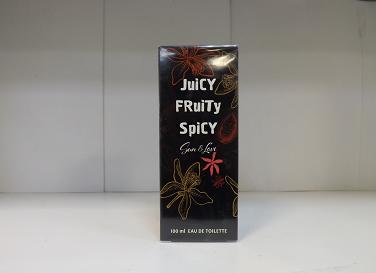 JuiCY
FRuiTy
SpiCY
Sun & Love
100 ml EAU DE TOILETTE